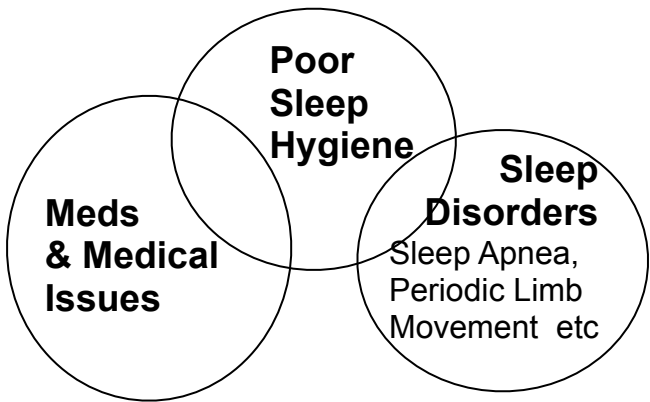 Poor
Sleep
Hygiene
Meds
& Medical
Issues
Sleep
Disorders
Sleep Apnea,
Periodic Limb
Movement etc